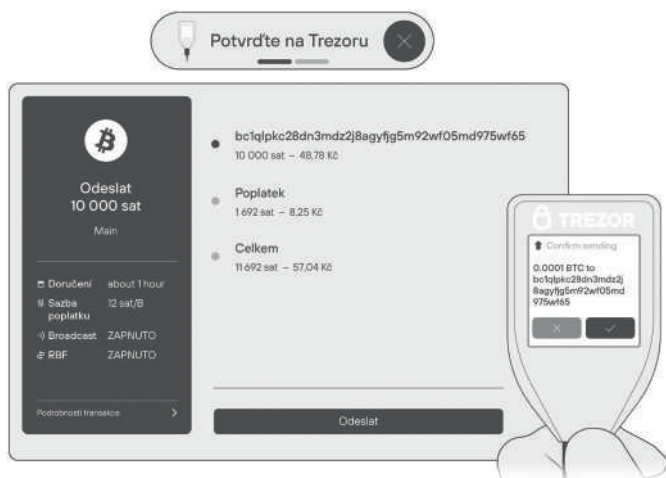 Potvrďte na Trezoru
Odeslat
10 000 sat
Main
Doručení about 1 hour
Sazba poplatku 12 sat/B
Broadcast ZAPNUTO
RBF ZAPNUTO
Podrobnosti transakce
bc1qlpkc28dn3mdz2j8agyfjg5m92wf05md975wf65
10 000 sat – 48,78 Kč
Poplatek
1 692 sat – 8,25 Kč
Celkem
11 692 sat – 57,04 Kč
Odeslat
TREZOR
Confirm sending
0.0001 BTC to
bc1qlpkc28dn3mdz2j
8agyfjg5m92wf05md
975wf65